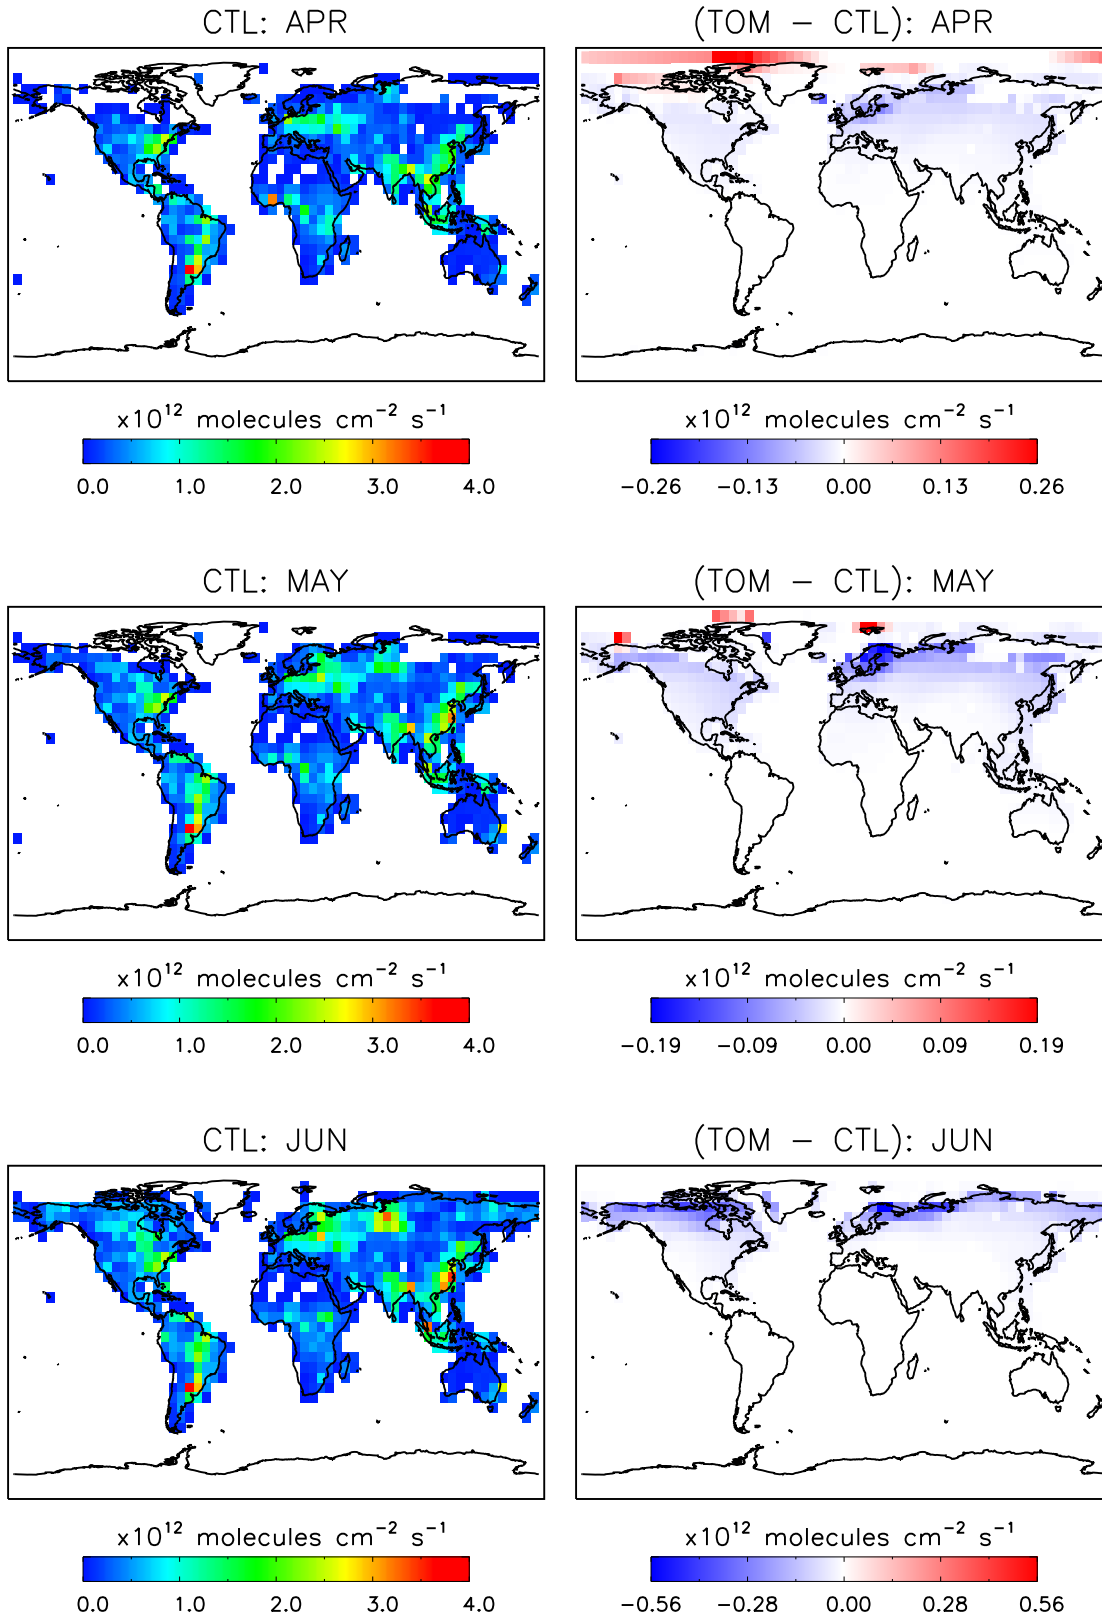 CTL: APR (TOM − CTL): APR
x10¹² molecules cm⁻² s⁻¹ x10¹² molecules cm⁻² s⁻¹
0.0 1.0 2.0 3.0 4.0 −0.26 −0.13 0.00 0.13 0.26
CTL: MAY (TOM − CTL): MAY
x10¹² molecules cm⁻² s⁻¹ x10¹² molecules cm⁻² s⁻¹
0.0 1.0 2.0 3.0 4.0 −0.19 −0.09 0.00 0.09 0.19
CTL: JUN (TOM − CTL): JUN
x10¹² molecules cm⁻² s⁻¹ x10¹² molecules cm⁻² s⁻¹
0.0 1.0 2.0 3.0 4.0 −0.56 −0.28 0.00 0.28 0.56